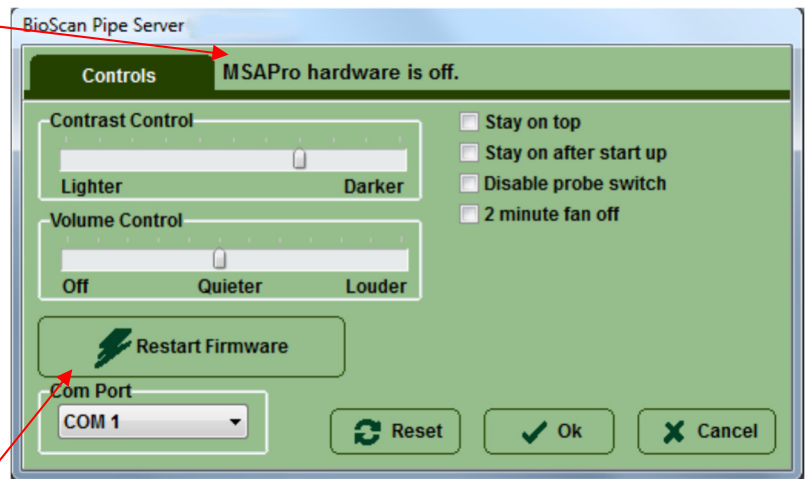 BioScan Pipe Server
Controls
MSAPro hardware is off.
Contrast Control
Lighter Darker
Volume Control
Off Quieter Louder
Stay on top
Stay on after start up
Disable probe switch
2 minute fan off
Restart Firmware
Com Port
COM 1
Reset Ok Cancel